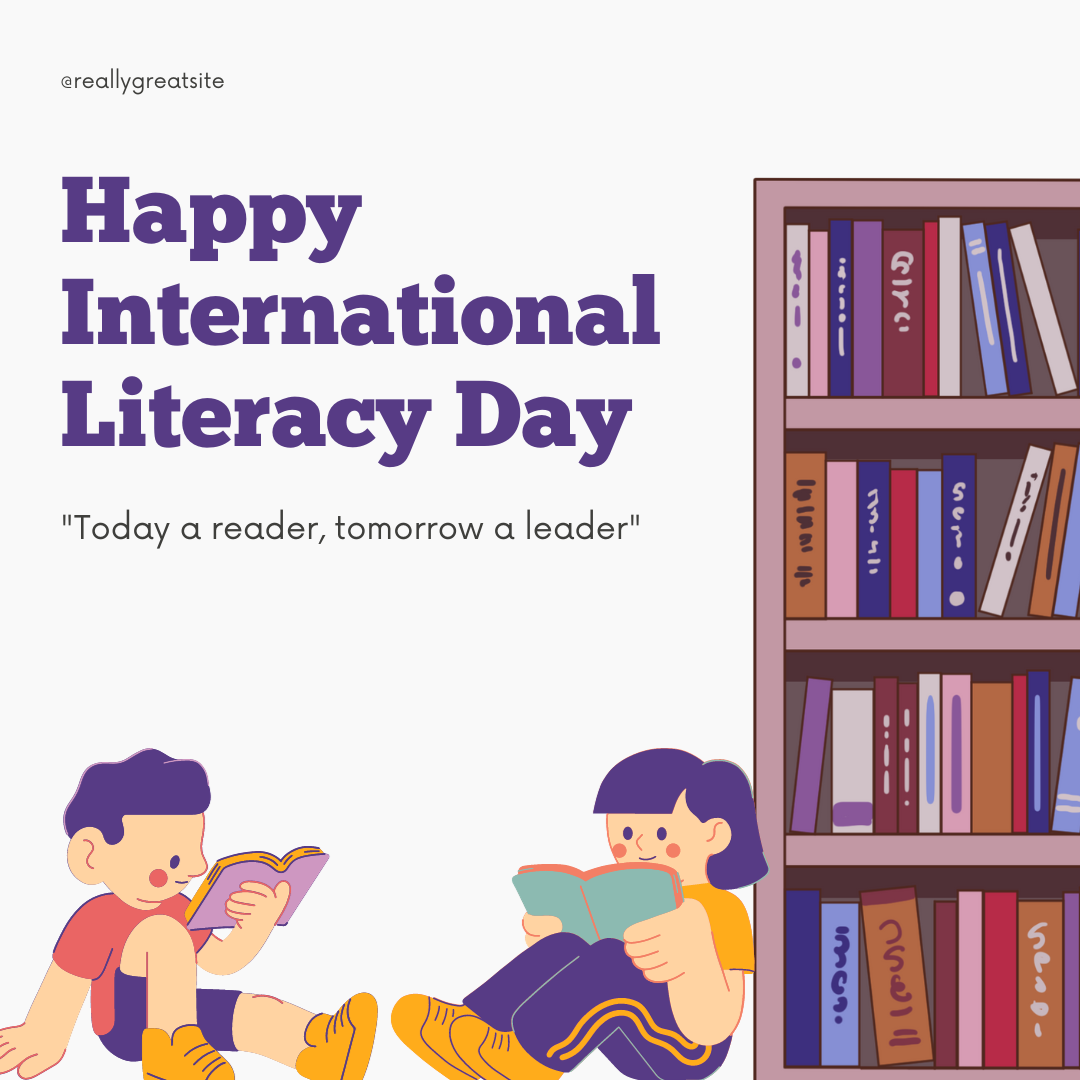 @reallygreatsite
Happy
International
Literacy Day
"Today a reader, tomorrow a leader"